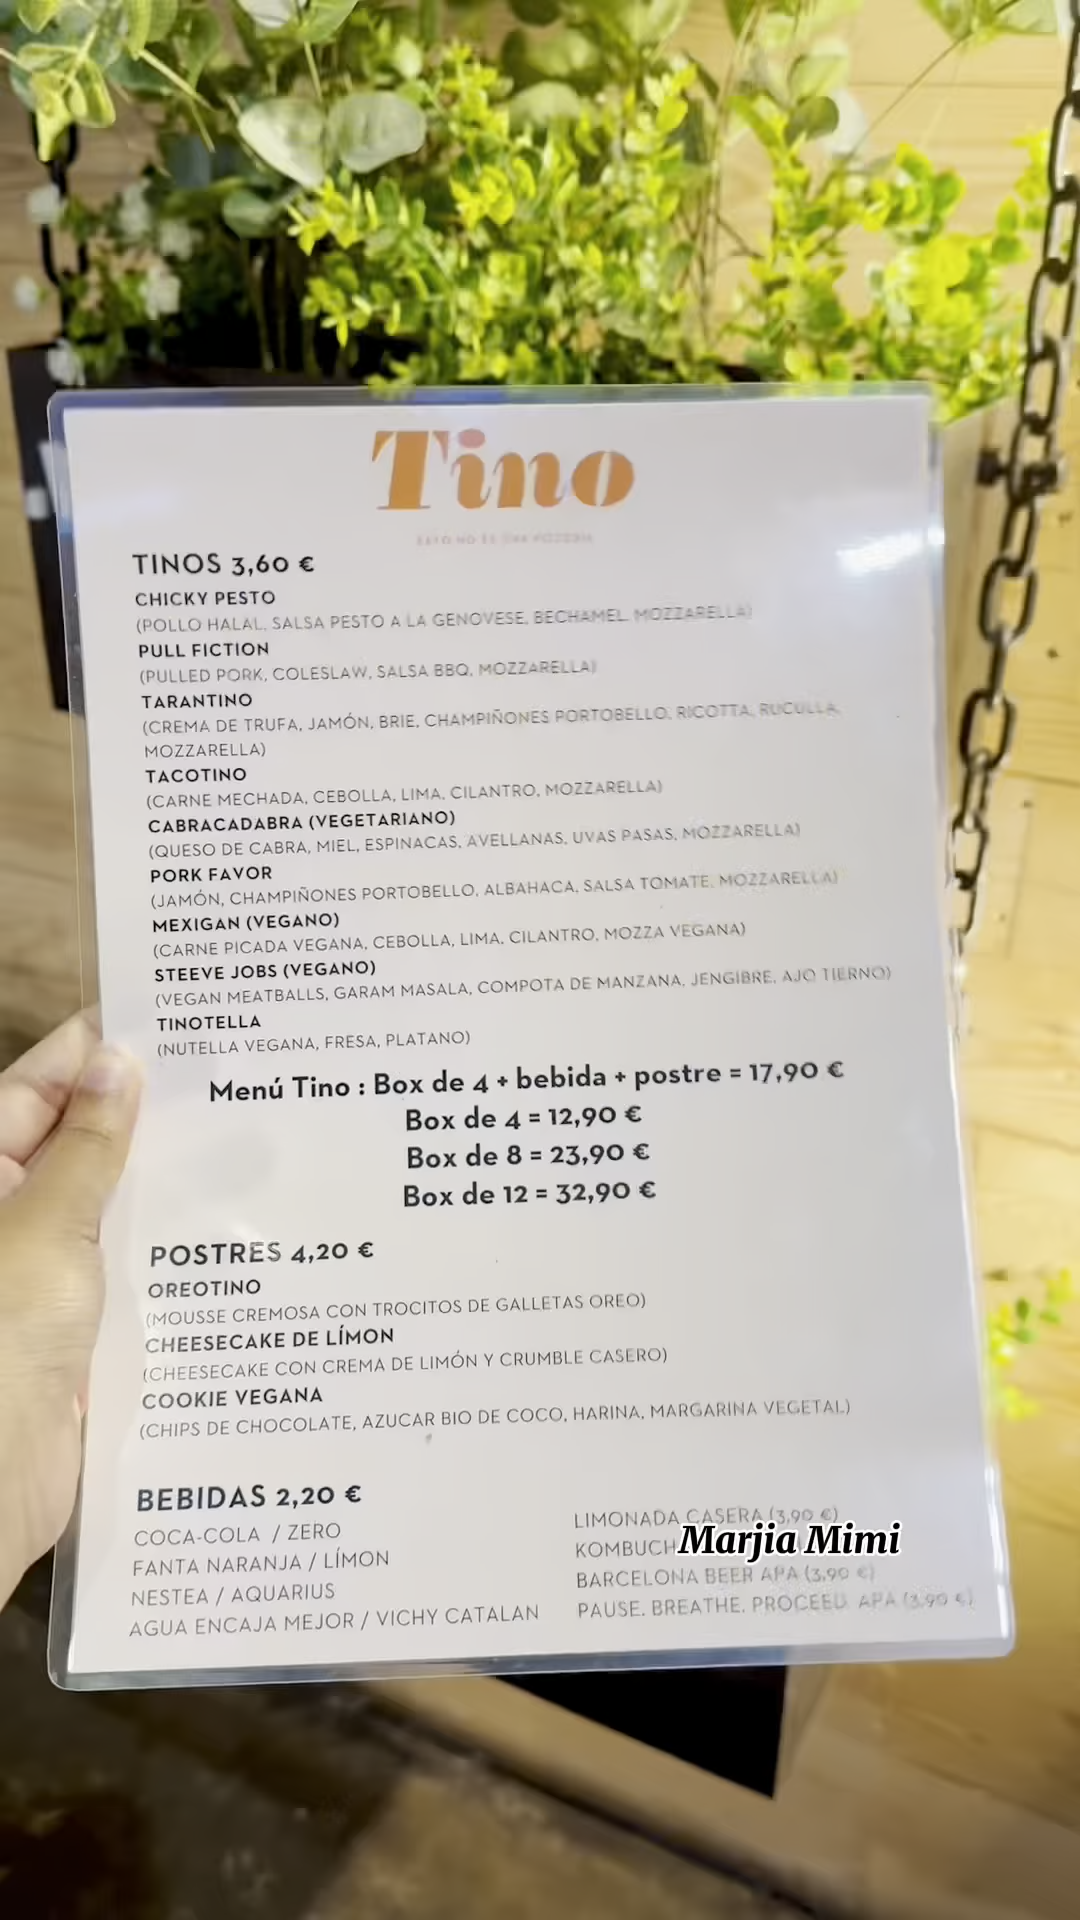 Tino
ESTO NO ES UNA PIZZERIA
TINOS 3,60 €
CHICKY PESTO
(POLLO HALAL, SALSA PESTO A LA GENOVESE, BECHAMEL, MOZZARELLA)
PULL FICTION
(PULLED PORK, COLESLAW, SALSA BBQ, MOZZARELLA)
TARANTINO
(CREMA DE TRUFA, JAMÓN, BRIE, CHAMPIÑONES PORTOBELLO, RICOTTA, RUCULLA,
MOZZARELLA)
TACOTINO
(CARNE MECHADA, CEBOLLA, LIMA, CILANTRO, MOZZARELLA)
CABRACADABRA (VEGETARIANO)
(QUESO DE CABRA, MIEL, ESPINACAS, AVELLANAS, UVAS PASAS, MOZZARELLA)
PORK FAVOR
(JAMÓN, CHAMPIÑONES PORTOBELLO, ALBAHACA, SALSA TOMATE, MOZZARELLA)
MEXIGAN (VEGANO)
(CARNE PICADA VEGANA, CEBOLLA, LIMA, CILANTRO, MOZZA VEGANA)
STEEVE JOBS (VEGANO)
(VEGAN MEATBALLS, GARAM MASALA, COMPOTA DE MANZANA, JENGIBRE, AJO TIERNO)
TINOTELLA
(NUTELLA VEGANA, FRESA, PLATANO)
Menú Tino : Box de 4 + bebida + postre = 17,90 €
Box de 4 = 12,90 €
Box de 8 = 23,90 €
Box de 12 = 32,90 €
POSTRES 4,20 €
OREOTINO
(MOUSSE CREMOSA CON TROCITOS DE GALLETAS OREO)
CHEESECAKE DE LÍMON
(CHEESECAKE CON CREMA DE LIMÓN Y CRUMBLE CASERO)
COOKIE VEGANA
(CHIPS DE CHOCOLATE, AZUCAR BIO DE COCO, HARINA, MARGARINA VEGETAL)
BEBIDAS 2,20 €
COCA-COLA / ZERO
FANTA NARANJA / LÍMON
NESTEA / AQUARIUS
AGUA ENCAJA MEJOR / VICHY CATALAN
LIMONADA CASERA (3,90 €)
KOMBUCH
Marjia Mimi
BARCELONA BEER APA (3,90 €)
PAUSE. BREATHE. PROCEED. APA (3,90 €)